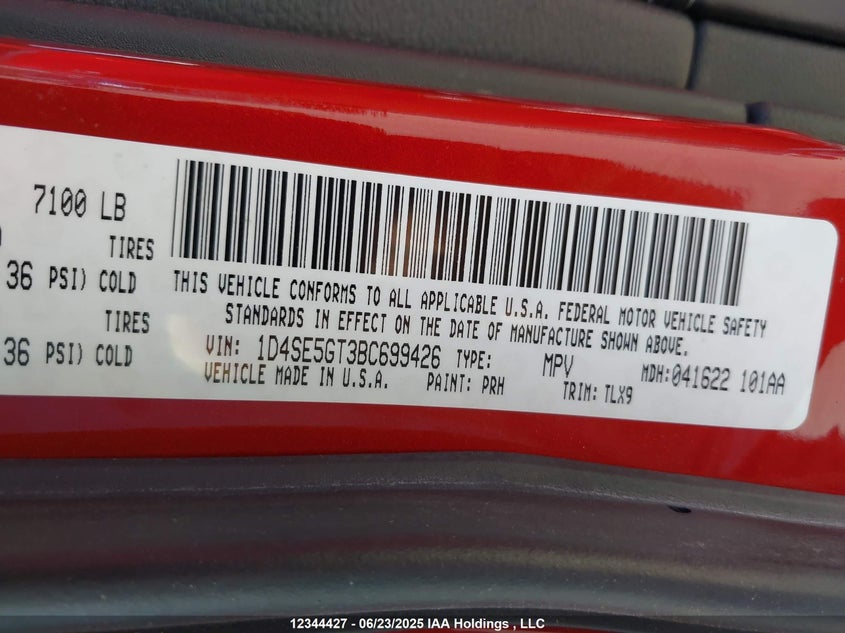 7100 LB
TIRES
36 PSI) COLD
THIS VEHICLE CONFORMS TO ALL APPLICABLE U.S.A. FEDERAL MOTOR VEHICLE SAFETY
STANDARDS IN EFFECT ON THE DATE OF MANUFACTURE SHOWN ABOVE.
TIRES
36 PSI) COLD
VIN: 1D4SE5GT3BC699426 TYPE: MPV MDH:041622 101AA
VEHICLE MADE IN U.S.A. PAINT: PRH TRIM: TLX9
12344427 - 06/23/2025 IAA Holdings , LLC